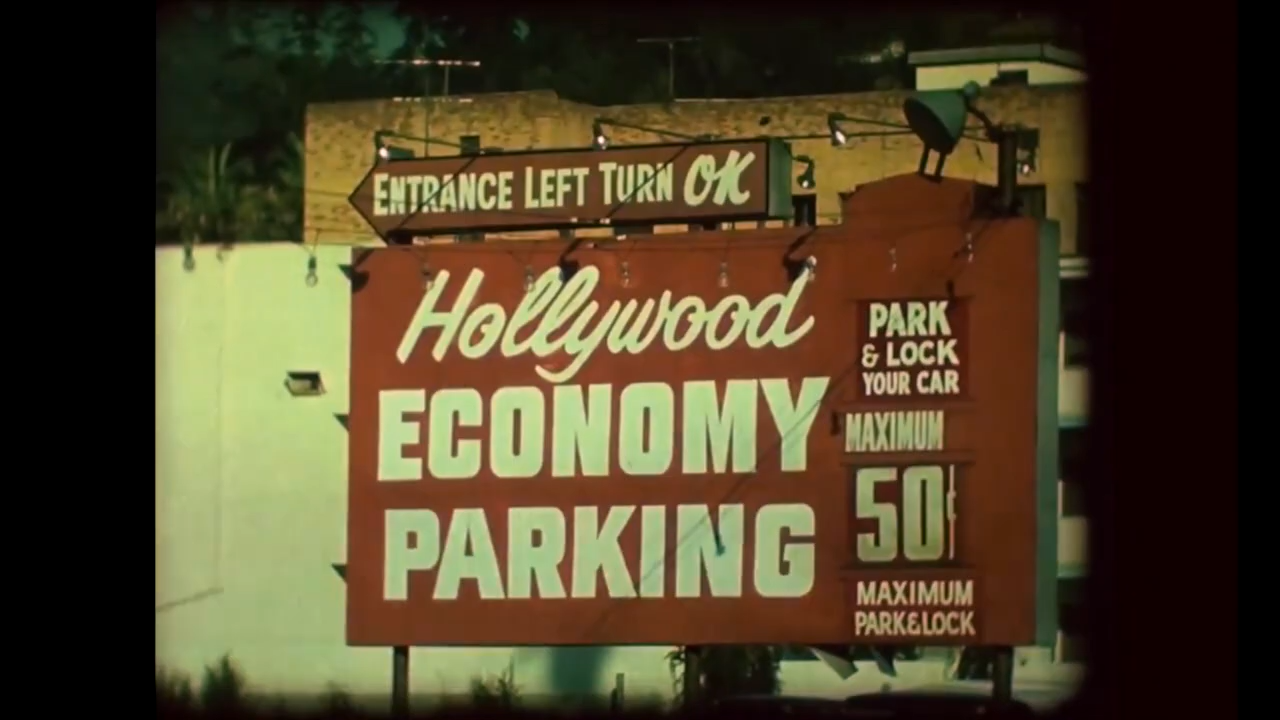 ENTRANCE LEFT TURN OK
Hollywood
ECONOMY
PARKING
PARK
& LOCK
YOUR CAR
MAXIMUM
50¢
MAXIMUM
PARK&LOCK